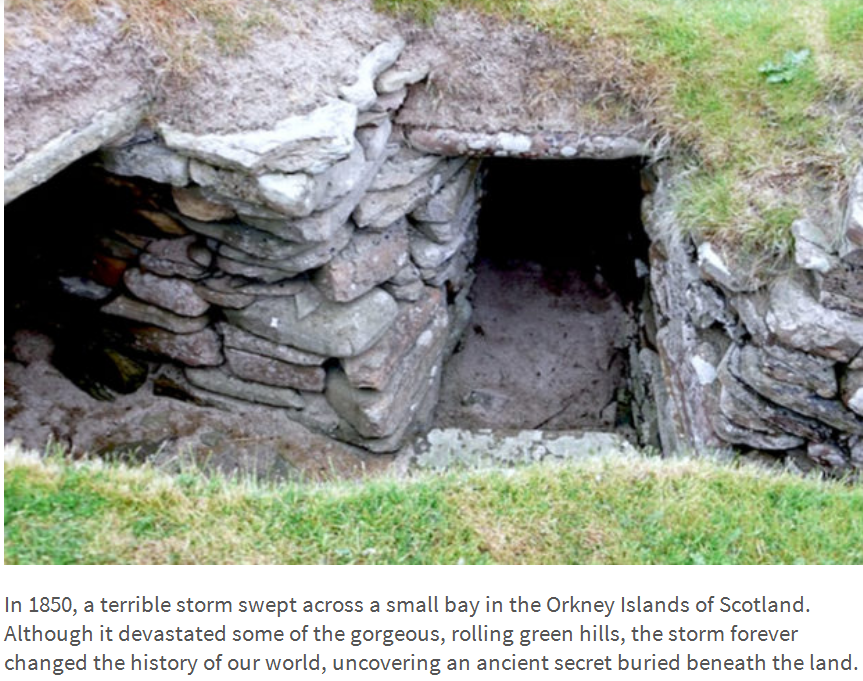 In 1850, a terrible storm swept across a small bay in the Orkney Islands of Scotland.
Although it devastated some of the gorgeous, rolling green hills, the storm forever
changed the history of our world, uncovering an ancient secret buried beneath the land.